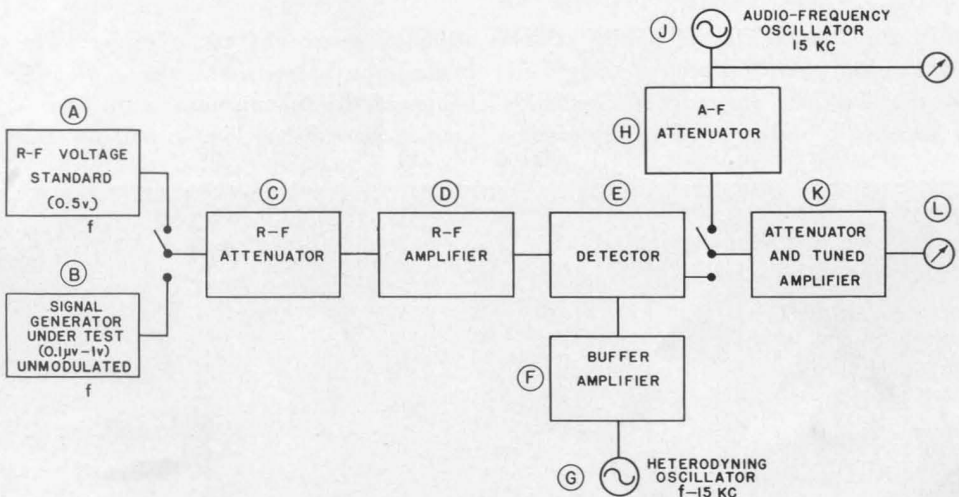 J
AUDIO-FREQUENCY
OSCILLATOR
15 KC
H
A-F
ATTENUATOR
A
R-F VOLTAGE
STANDARD
(0.5v)
f
C
R-F
ATTENUATOR
D
R-F
AMPLIFIER
E
DETECTOR
K
ATTENUATOR
AND TUNED
AMPLIFIER
L
B
SIGNAL
GENERATOR
UNDER TEST
(0.1μv-1v)
UNMODULATED
f
F
BUFFER
AMPLIFIER
G
HETERODYNING
OSCILLATOR
f-15 KC